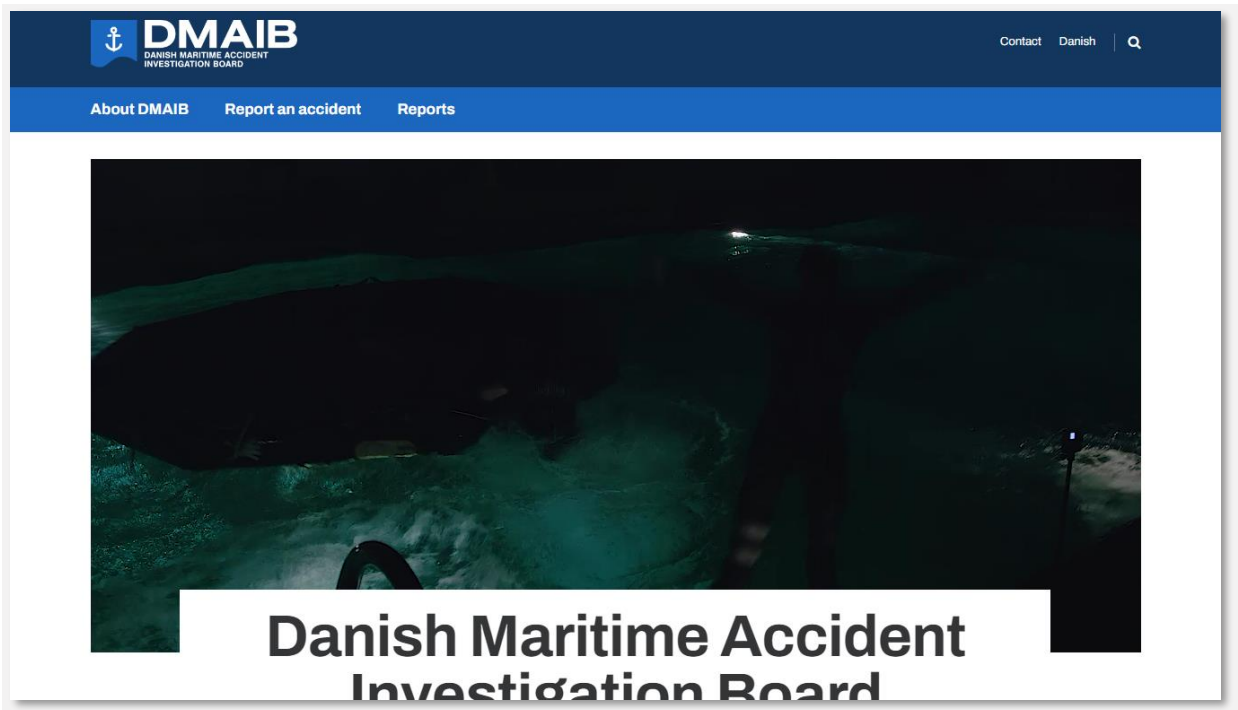 DMAIB
DANISH MARITIME ACCIDENT
INVESTIGATION BOARD
Contact Danish
About DMAIB Report an accident Reports
Danish Maritime Accident
Investigation Board